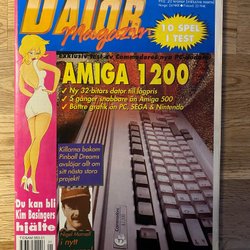 DATOR
Magazin
10 SPEL
I TEST
AMIGA 1200
✓ Ny 32-bitars dator till lågpris
✓ 5 gånger snabbare än Amiga 500
✓ Bättre grafik än PC, SEGA & Nintendo
Killarna bakom
Pinball Dreams
avslöjar allt om
sitt nästa stora
projekt!
Du kan bli
Kim Basingers
hjälte
Nigel Mansell
i nytt